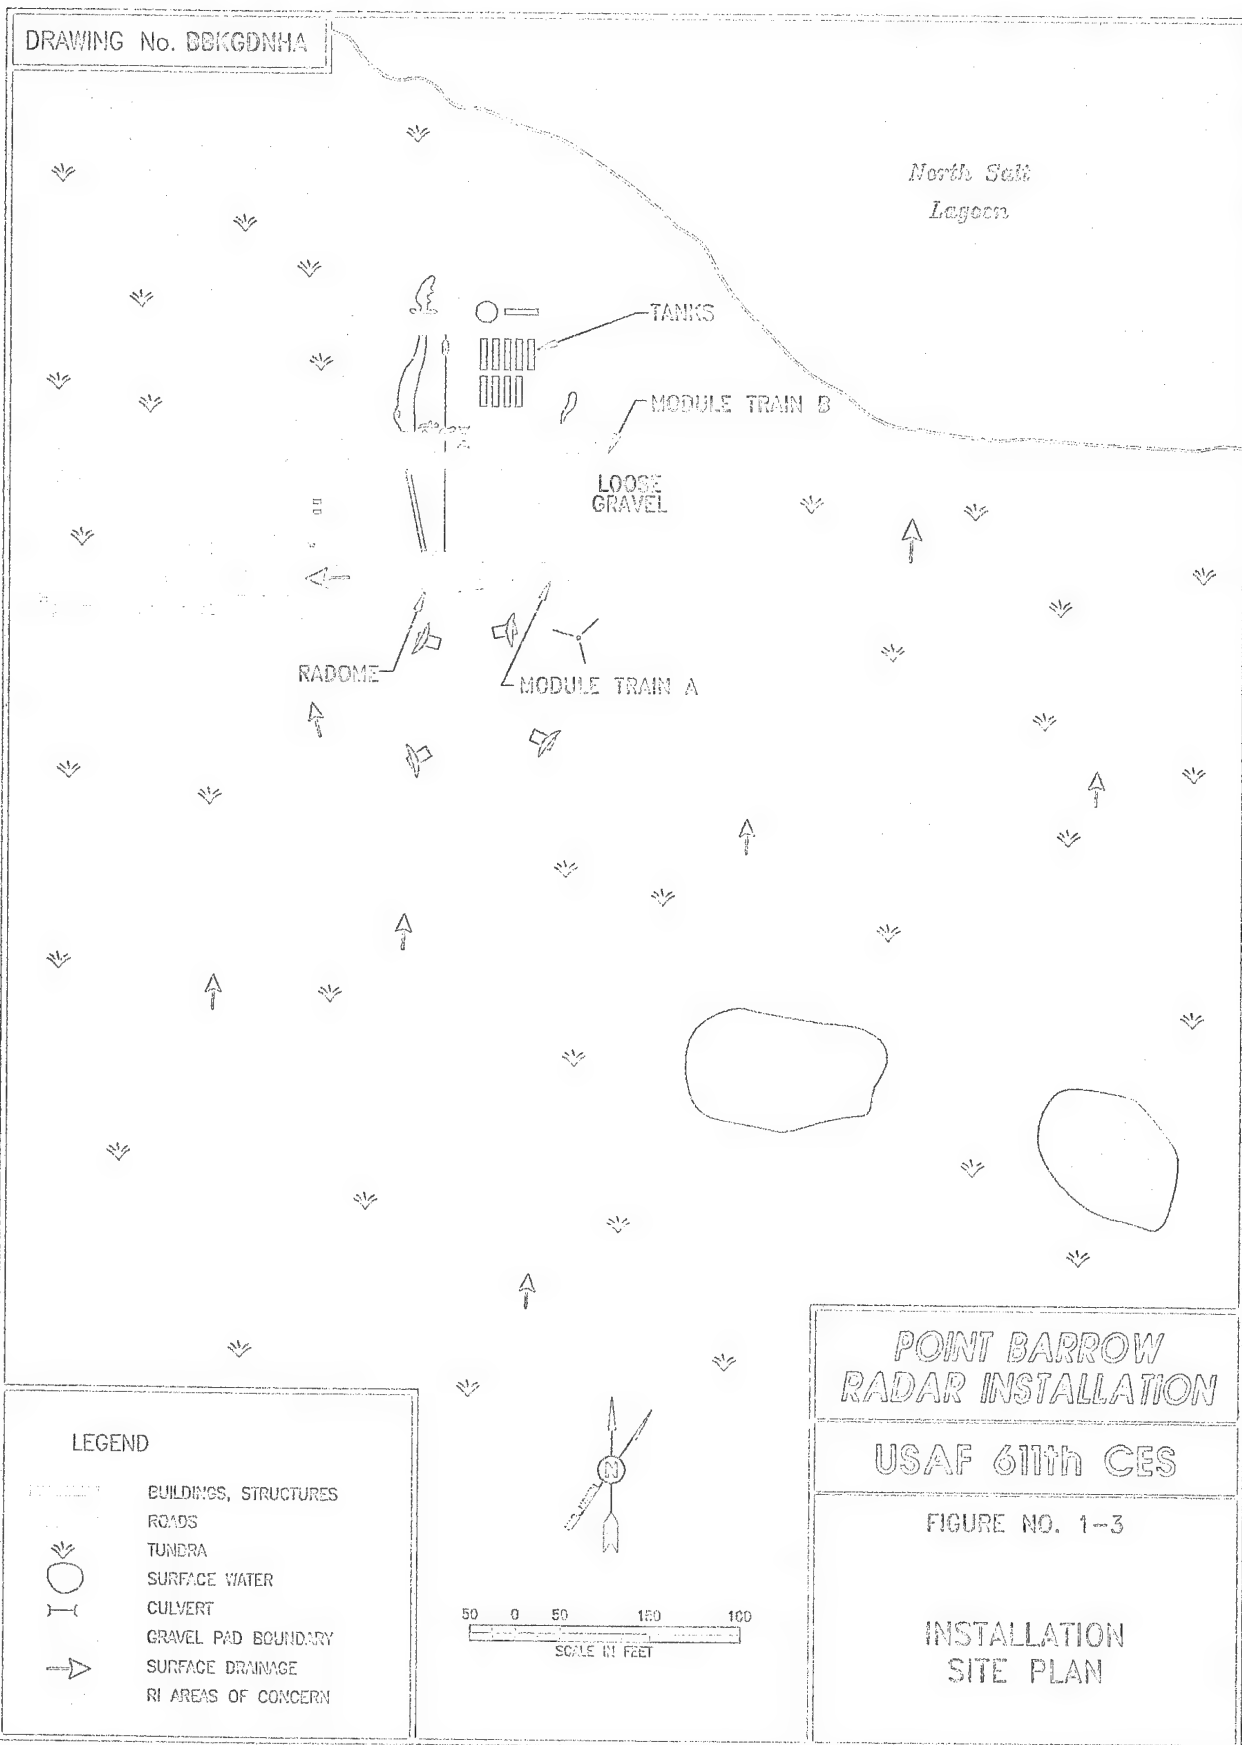 DRAWING No. BBKGDNHA
North Salt
Lagoon
TANKS
MODULE TRAIN B
LOOSE
GRAVEL
RADOME
MODULE TRAIN A
POINT BARROW
RADAR INSTALLATION
USAF 611th CES
FIGURE NO. 1-3
INSTALLATION
SITE PLAN
LEGEND
BUILDINGS, STRUCTURES
ROADS
TUNDRA
SURFACE WATER
CULVERT
GRAVEL PAD BOUNDARY
SURFACE DRAINAGE
RI AREAS OF CONCERN
N
50 0 50 150 100
SCALE IN FEET